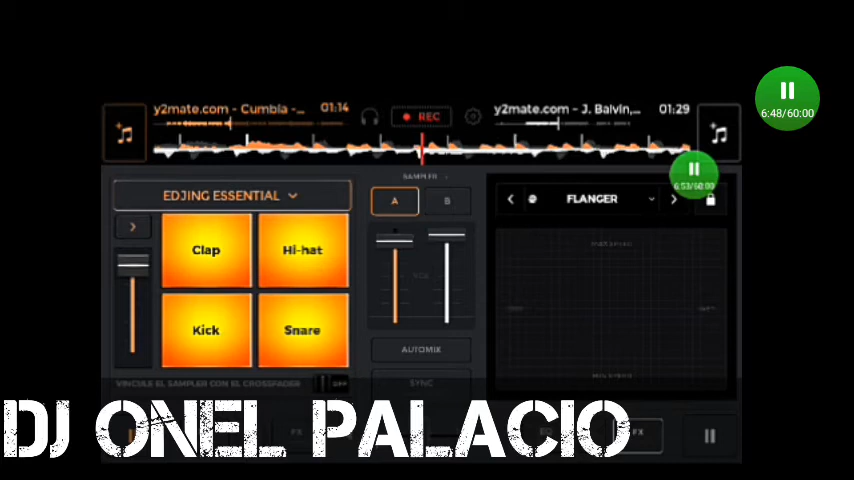 y2mate.com - Cumbia -...
01:14
REC
y2mate.com - J. Balvin,...
01:29
6:48/60:00
6:53/60:00
SAMPLER
EDJING ESSENTIAL
A
B
FLANGER
Clap
Hi-hat
Kick
Snare
AUTOMIX
SYNC
VINCULE EL SAMPLER CON EL CROSSFADER
OFF
FX
EQ
FX
DJ ONEL PALACIO